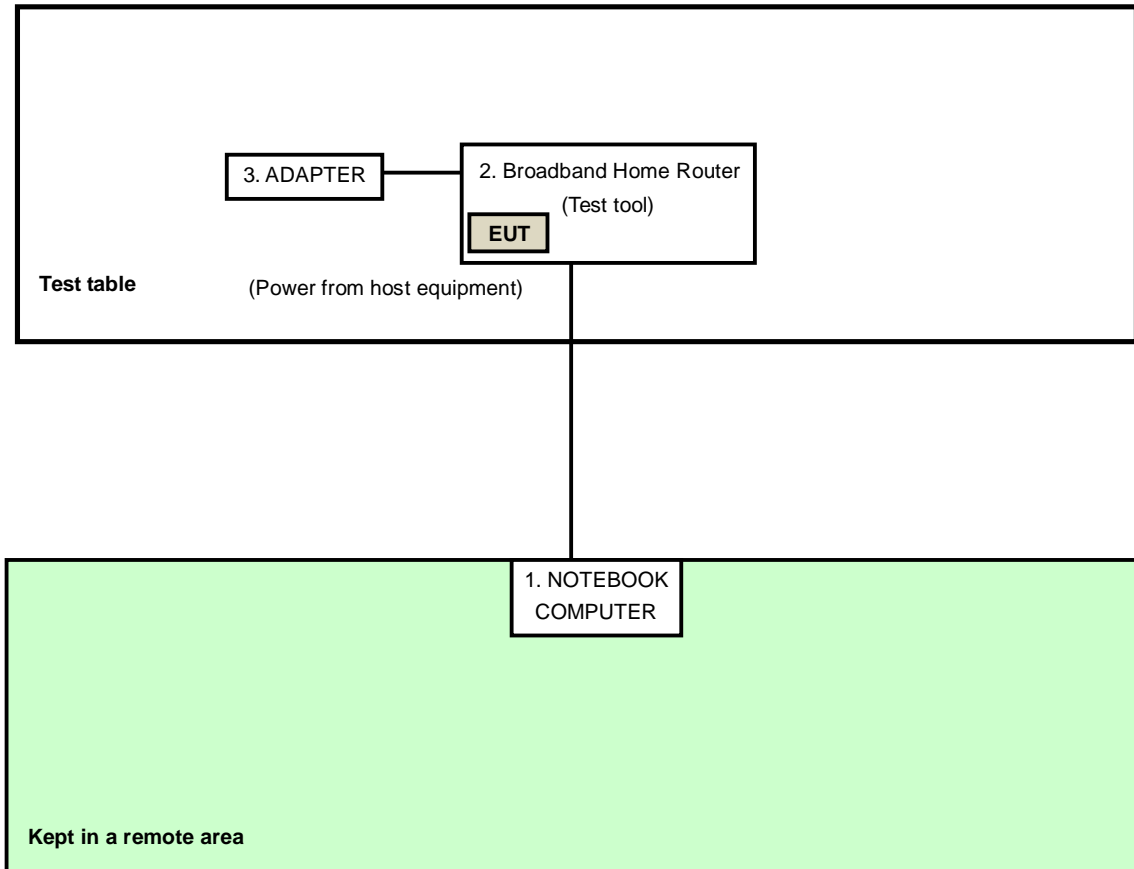 3. ADAPTER
2. Broadband Home Router
(Test tool)
EUT
Test table
(Power from host equipment)
1. NOTEBOOK
COMPUTER
Kept in a remote area